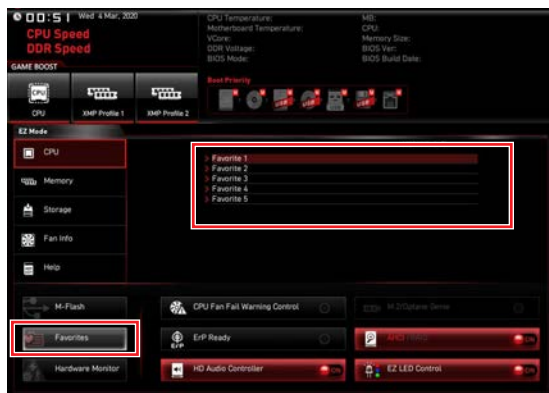 Wed 4 Mar, 2020
CPU Speed
DDR Speed
CPU Temperature:
Motherboard Temperature:
VCore:
DDR Voltage:
BIOS Mode:
MB:
CPU:
Memory Size:
BIOS Ver:
BIOS Build Date:
GAME BOOST
CPU
XMP Profile 1
XMP Profile 2
Boot Priority
EZ Mode
CPU
Memory
Storage
Fan Info
Help
Favorite 1
Favorite 2
Favorite 3
Favorite 4
Favorite 5
M-Flash
Favorites
Hardware Monitor
CPU Fan Fail Warning Control
ErP Ready
HD Audio Controller
M.2/Optane Genie
AHCI /RAID
EZ LED Control